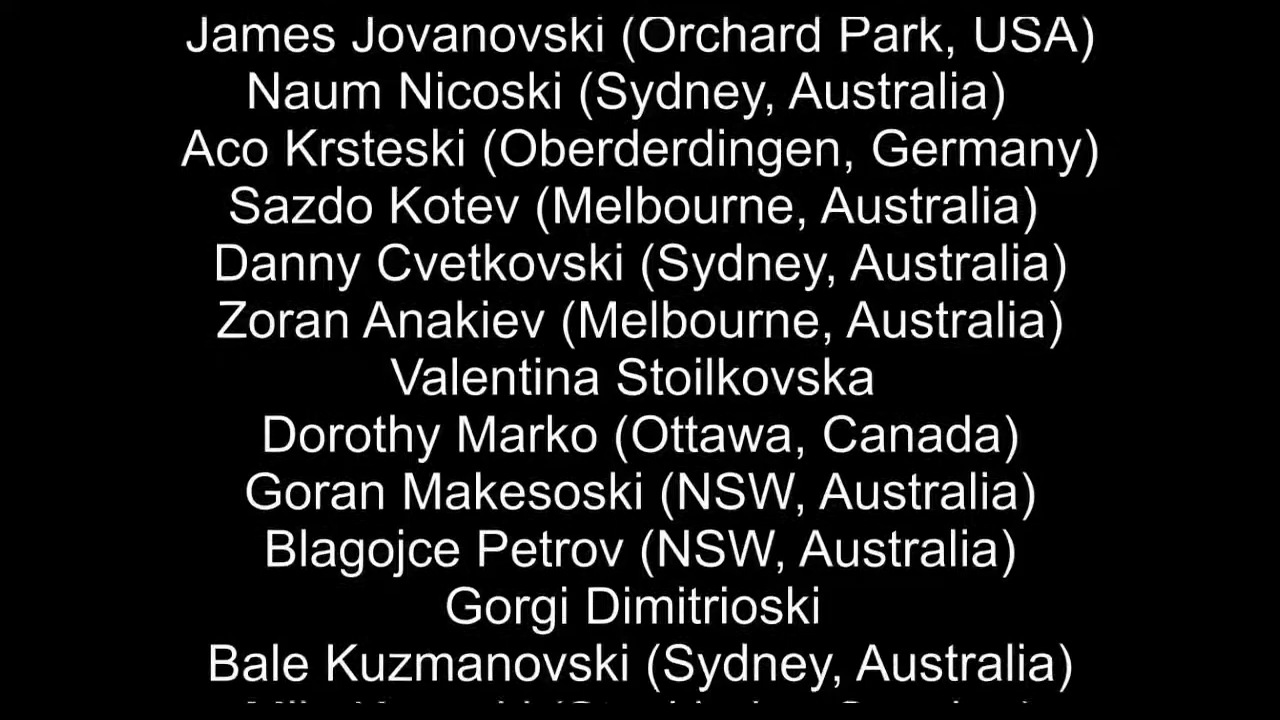 James Jovanovski (Orchard Park, USA)
Naum Nicoski (Sydney, Australia)
Aco Krsteski (Oberderdingen, Germany)
Sazdo Kotev (Melbourne, Australia)
Danny Cvetkovski (Sydney, Australia)
Zoran Anakiev (Melbourne, Australia)
Valentina Stoilkovska
Dorothy Marko (Ottawa, Canada)
Goran Makesoski (NSW, Australia)
Blagojce Petrov (NSW, Australia)
Gorgi Dimitrioski
Bale Kuzmanovski (Sydney, Australia)